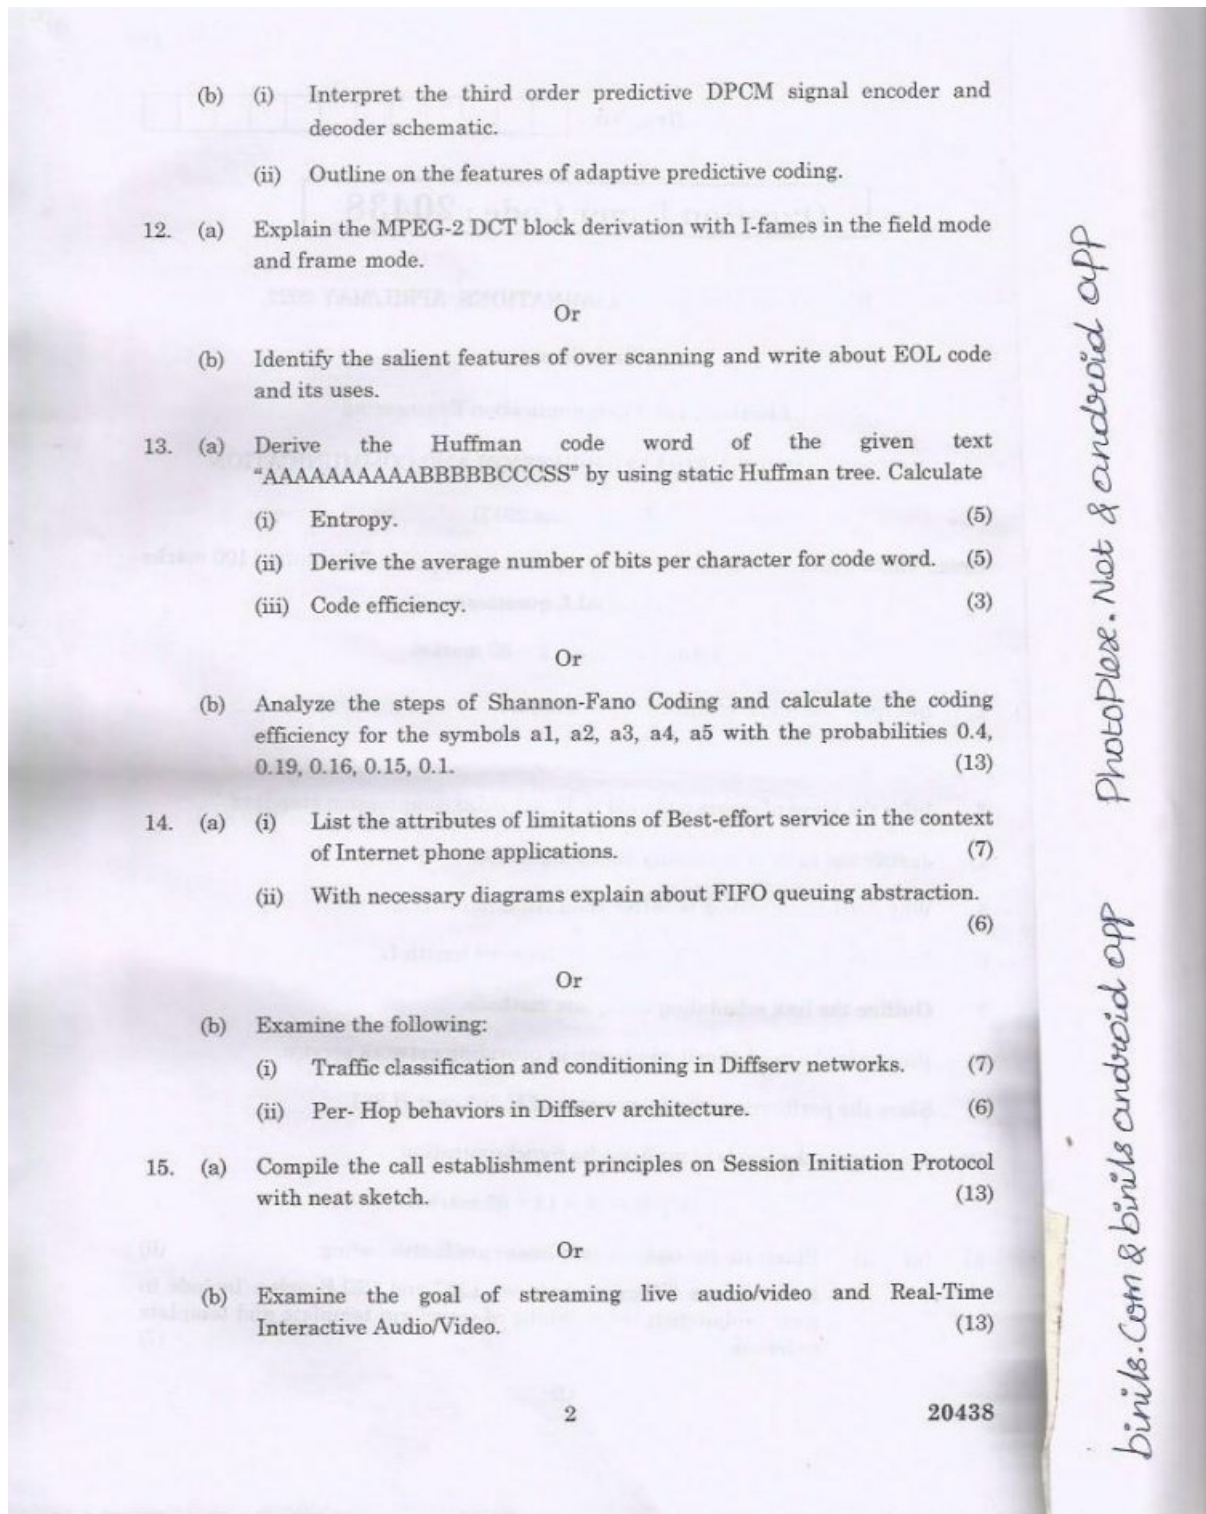 (b) (i) Interpret the third order predictive DPCM signal encoder and
decoder schematic.
(ii) Outline on the features of adaptive predictive coding.
12. (a) Explain the MPEG-2 DCT block derivation with I-fames in the field mode
and frame mode.
Or
(b) Identify the salient features of over scanning and write about EOL code
and its uses.
13. (a) Derive the Huffman code word of the given text
“AAAAAAAAAABBBBBCCCSS” by using static Huffman tree. Calculate
(i) Entropy. (5)
(ii) Derive the average number of bits per character for code word. (5)
(iii) Code efficiency. (3)
Or
(b) Analyze the steps of Shannon-Fano Coding and calculate the coding
efficiency for the symbols a1, a2, a3, a4, a5 with the probabilities 0.4,
0.19, 0.16, 0.15, 0.1. (13)
14. (a) (i) List the attributes of limitations of Best-effort service in the context
of Internet phone applications. (7)
(ii) With necessary diagrams explain about FIFO queuing abstraction.
(6)
Or
(b) Examine the following:
(i) Traffic classification and conditioning in Diffserv networks. (7)
(ii) Per- Hop behaviors in Diffserv architecture. (6)
15. (a) Compile the call establishment principles on Session Initiation Protocol
with neat sketch. (13)
Or
(b) Examine the goal of streaming live audio/video and Real-Time
Interactive Audio/Video. (13)
2 20438
binils.com & binils android app
PhotoPlex.Net & android app